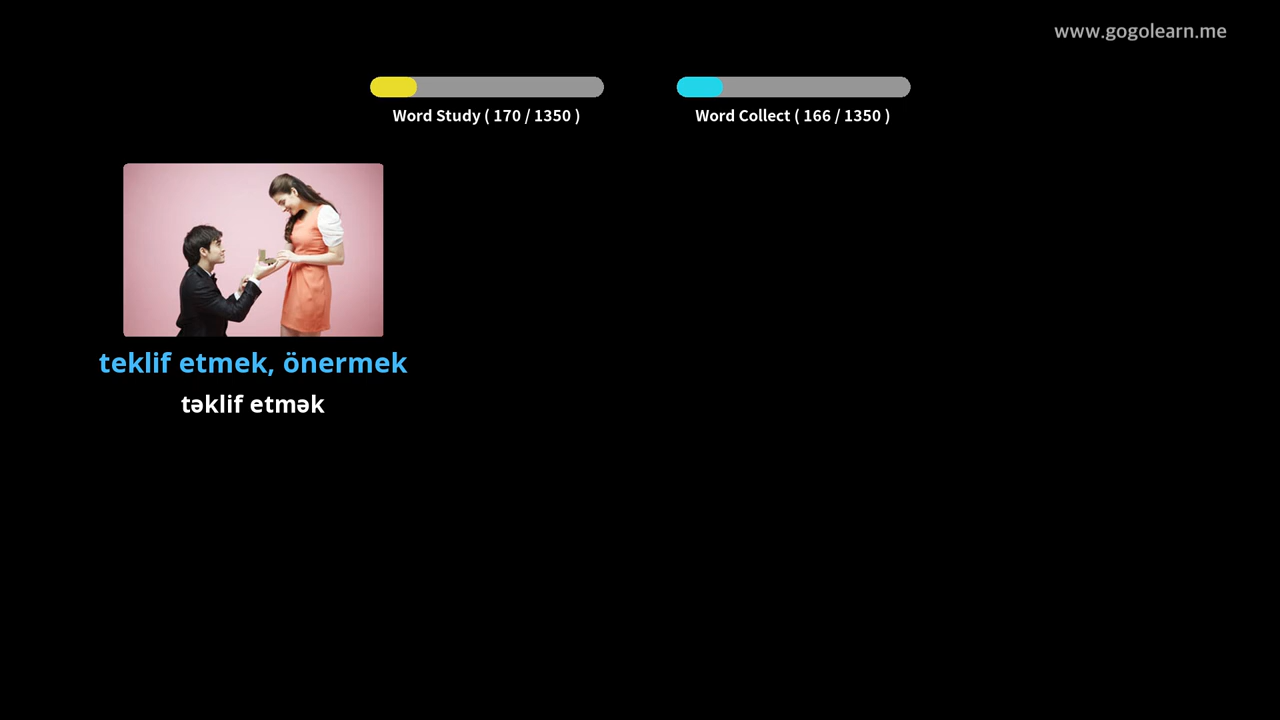 www.gogolearn.me
Word Study ( 170 / 1350 )
Word Collect ( 166 / 1350 )
teklif etmek, önermek
təklif etmək